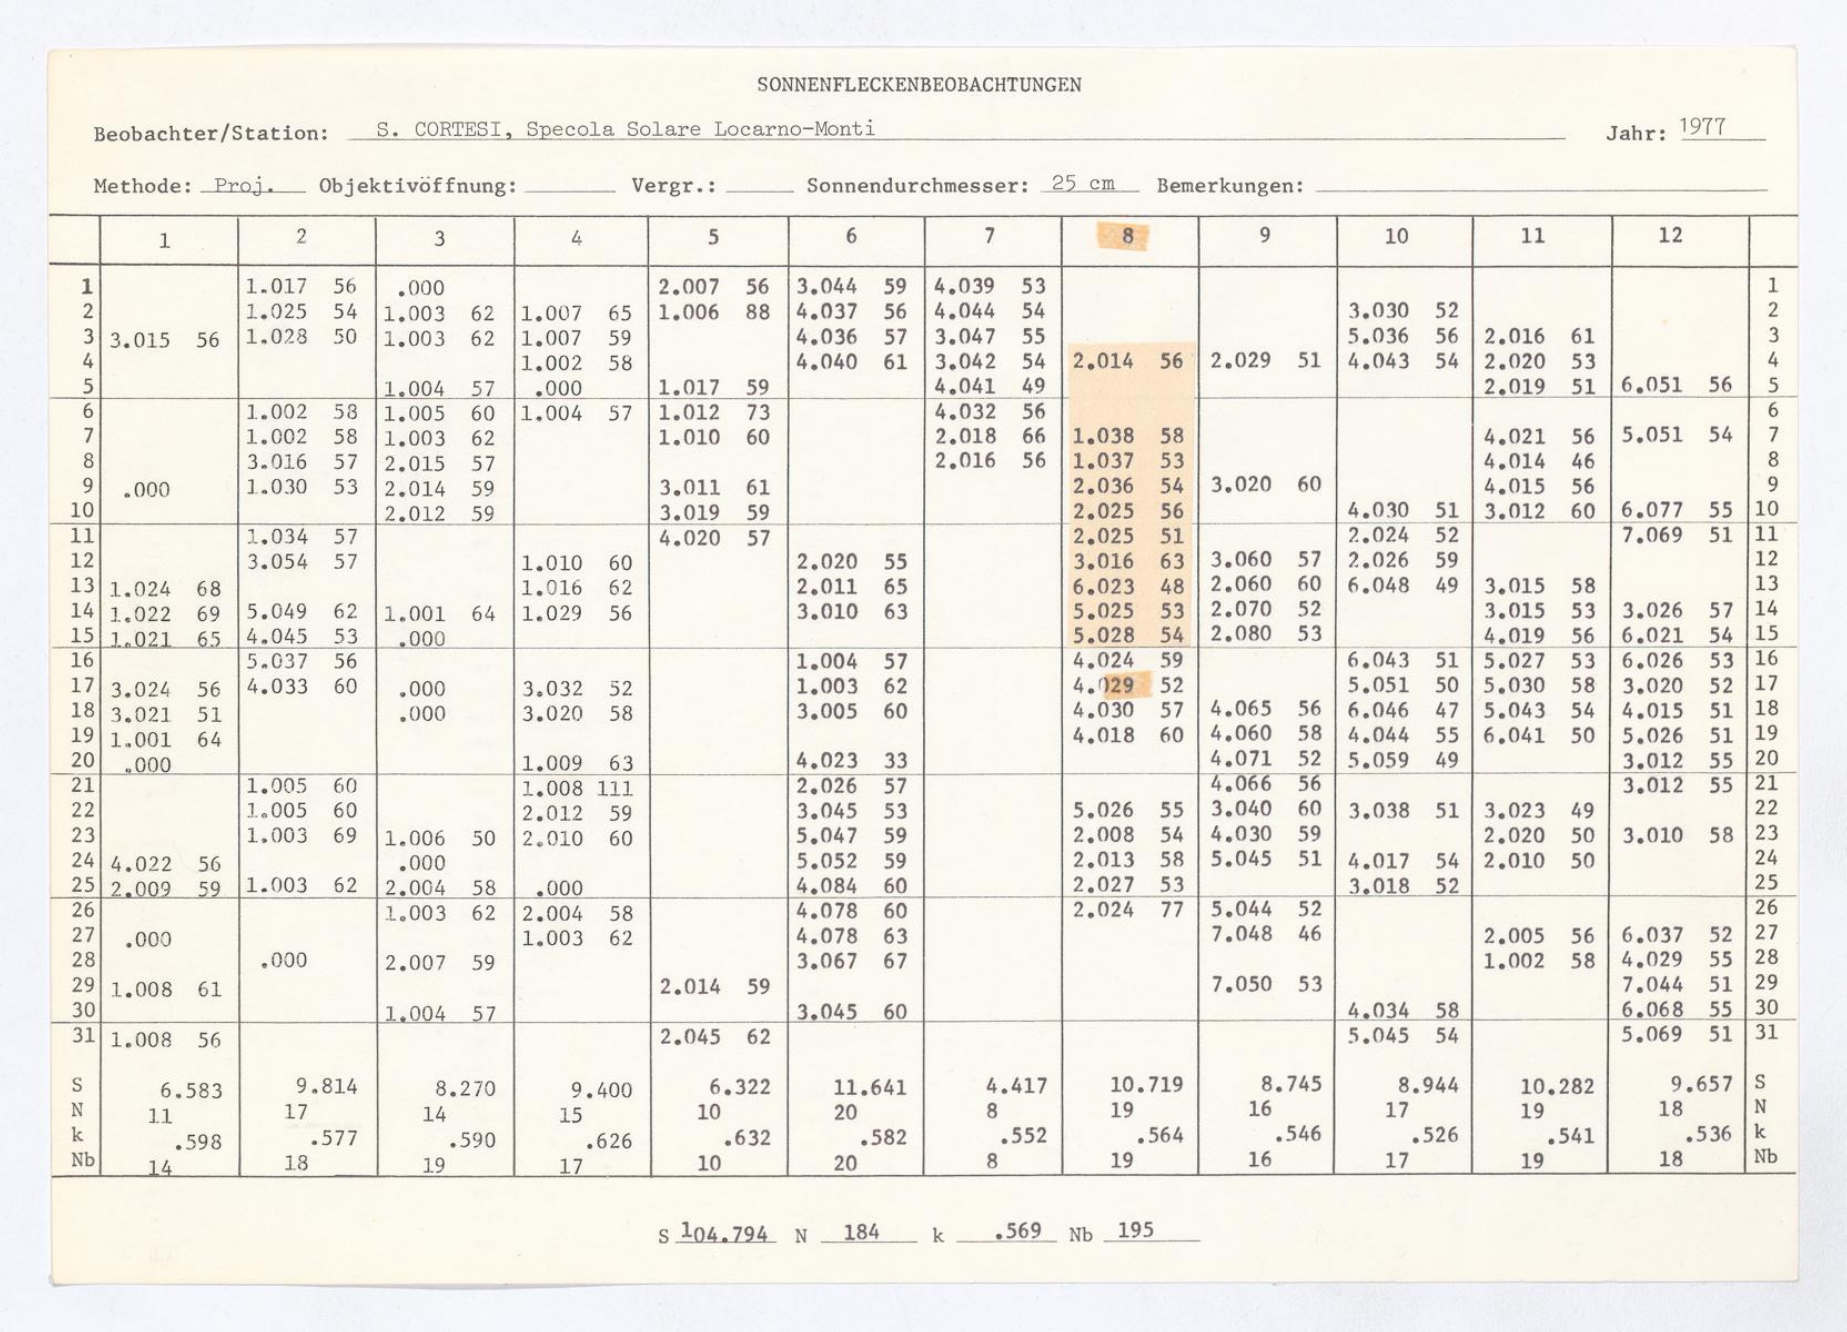 SONNENFLECKENBEOBACHTUNGEN
Beobachter/Station: S. CORTESI, Specola Solare Locarno-Monti Jahr: 1977
Methode: Proj. Objektivöffnung: Vergr.: Sonnendurchmesser: 25 cm Bemerkungen:
1 2 3 4 5 6 7 8 9 10 11 12
1 1.017 56 .000 2.007 56 3.044 59 4.039 53 1
2 1.025 54 1.003 62 1.007 65 1.006 88 4.037 56 4.044 54 3.030 52 2
3 3.015 56 1.028 50 1.003 62 1.007 59 4.036 57 3.047 55 5.036 56 2.016 61 3
4 1.002 58 4.040 61 3.042 54 2.014 56 2.029 51 4.043 54 2.020 53 4
5 1.004 57 .000 1.017 59 4.041 49 2.019 51 6.051 56 5
6 1.002 58 1.005 60 1.004 57 1.012 73 4.032 56 6
7 1.002 58 1.003 62 1.010 60 2.018 66 1.038 58 4.021 56 5.051 54 7
8 3.016 57 2.015 57 2.016 56 1.037 53 4.014 46 8
9 .000 1.030 53 2.014 59 3.011 61 2.036 54 3.020 60 4.015 56 9
10 2.012 59 3.019 59 2.025 56 4.030 51 3.012 60 6.077 55 10
11 1.034 57 4.020 57 2.025 51 2.024 52 7.069 51 11
12 3.054 57 1.010 60 2.020 55 3.016 63 3.060 57 2.026 59 12
13 1.024 68 1.016 62 2.011 65 6.023 48 2.060 60 6.048 49 3.015 58 13
14 1.022 69 5.049 62 1.001 64 1.029 56 3.010 63 5.025 53 2.070 52 3.015 53 3.026 57 14
15 1.021 65 4.045 53 .000 5.028 54 2.080 53 4.019 56 6.021 54 15
16 5.037 56 1.004 57 4.024 59 6.043 51 5.027 53 6.026 53 16
17 3.024 56 4.033 60 .000 3.032 52 1.003 62 4.029 52 5.051 50 5.030 58 3.020 52 17
18 3.021 51 .000 3.020 58 3.005 60 4.030 57 4.065 56 6.046 47 5.043 54 4.015 51 18
19 1.001 64 4.018 60 4.060 58 4.044 55 6.041 50 5.026 51 19
20 .000 1.009 63 4.023 33 4.071 52 5.059 49 3.012 55 20
21 1.005 60 1.008 111 2.026 57 4.066 56 3.012 55 21
22 1.005 60 2.012 59 3.045 53 5.026 55 3.040 60 3.038 51 3.023 49 22
23 1.003 69 1.006 50 2.010 60 5.047 59 2.008 54 4.030 59 2.020 50 3.010 58 23
24 4.022 56 .000 5.052 59 2.013 58 5.045 51 4.017 54 2.010 50 24
25 2.009 59 1.003 62 2.004 58 .000 4.084 60 2.027 53 3.018 52 25
26 1.003 62 2.004 58 4.078 60 2.024 77 5.044 52 26
27 .000 1.003 62 4.078 63 7.048 46 2.005 56 6.037 52 27
28 .000 2.007 59 3.067 67 1.002 58 4.029 55 28
29 1.008 61 2.014 59 7.050 53 7.044 51 29
30 1.004 57 3.045 60 4.034 58 6.068 55 30
31 1.008 56 2.045 62 5.045 54 5.069 51 31
S 6.583 9.814 8.270 9.400 6.322 11.641 4.417 10.719 8.745 8.944 10.282 9.657 S
N 11 17 14 15 10 20 8 19 16 17 19 18 N
k .598 .577 .590 .626 .632 .582 .552 .564 .546 .526 .541 .536 k
Nb 14 18 19 17 10 20 8 19 16 17 19 18 Nb
S 104.794 N 184 k .569 Nb 195